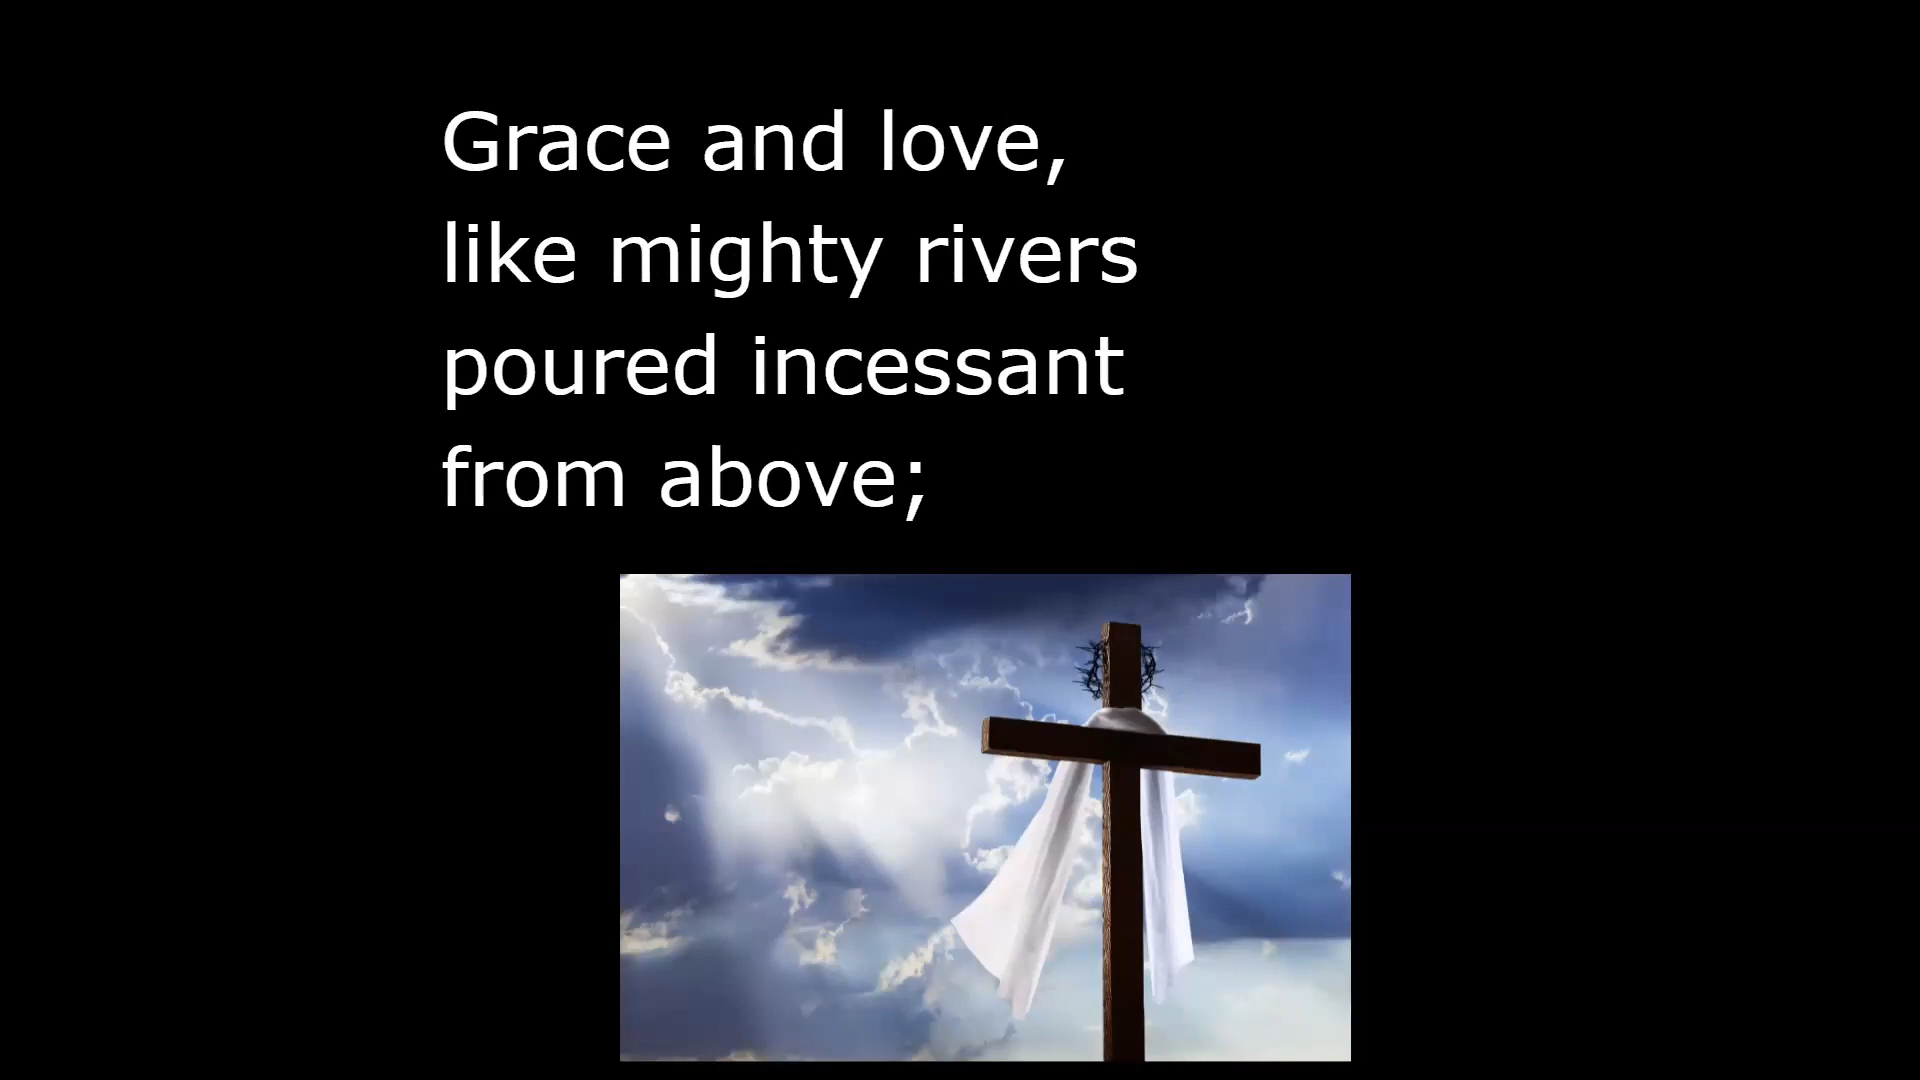 Grace and love,
like mighty rivers
poured incessant
from above;